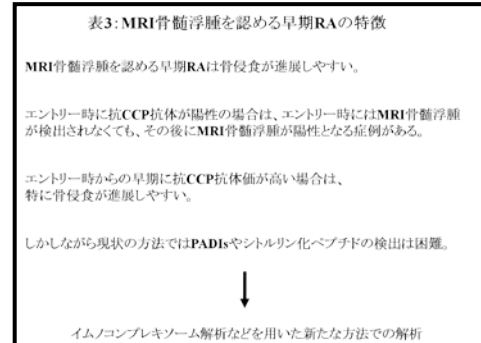 表3:MRI骨髄浮腫を認める早期RAの特徴
MRI骨髄浮腫を認める早期RAは骨侵食が進展しやすい。
エントリー時に抗CCP抗体が陽性の場合は、エントリー時にはMRI骨髄浮腫
が検出されなくても、その後にMRI骨髄浮腫が陽性となる症例がある。
エントリー時からの早期に抗CCP抗体価が高い場合は、
特に骨侵食が進展しやすい。
しかしながら現状の方法ではPADIsやシトルリン化ペプチドの検出は困難。
イムノコンプレキソーム解析などを用いた新たな方法での解析